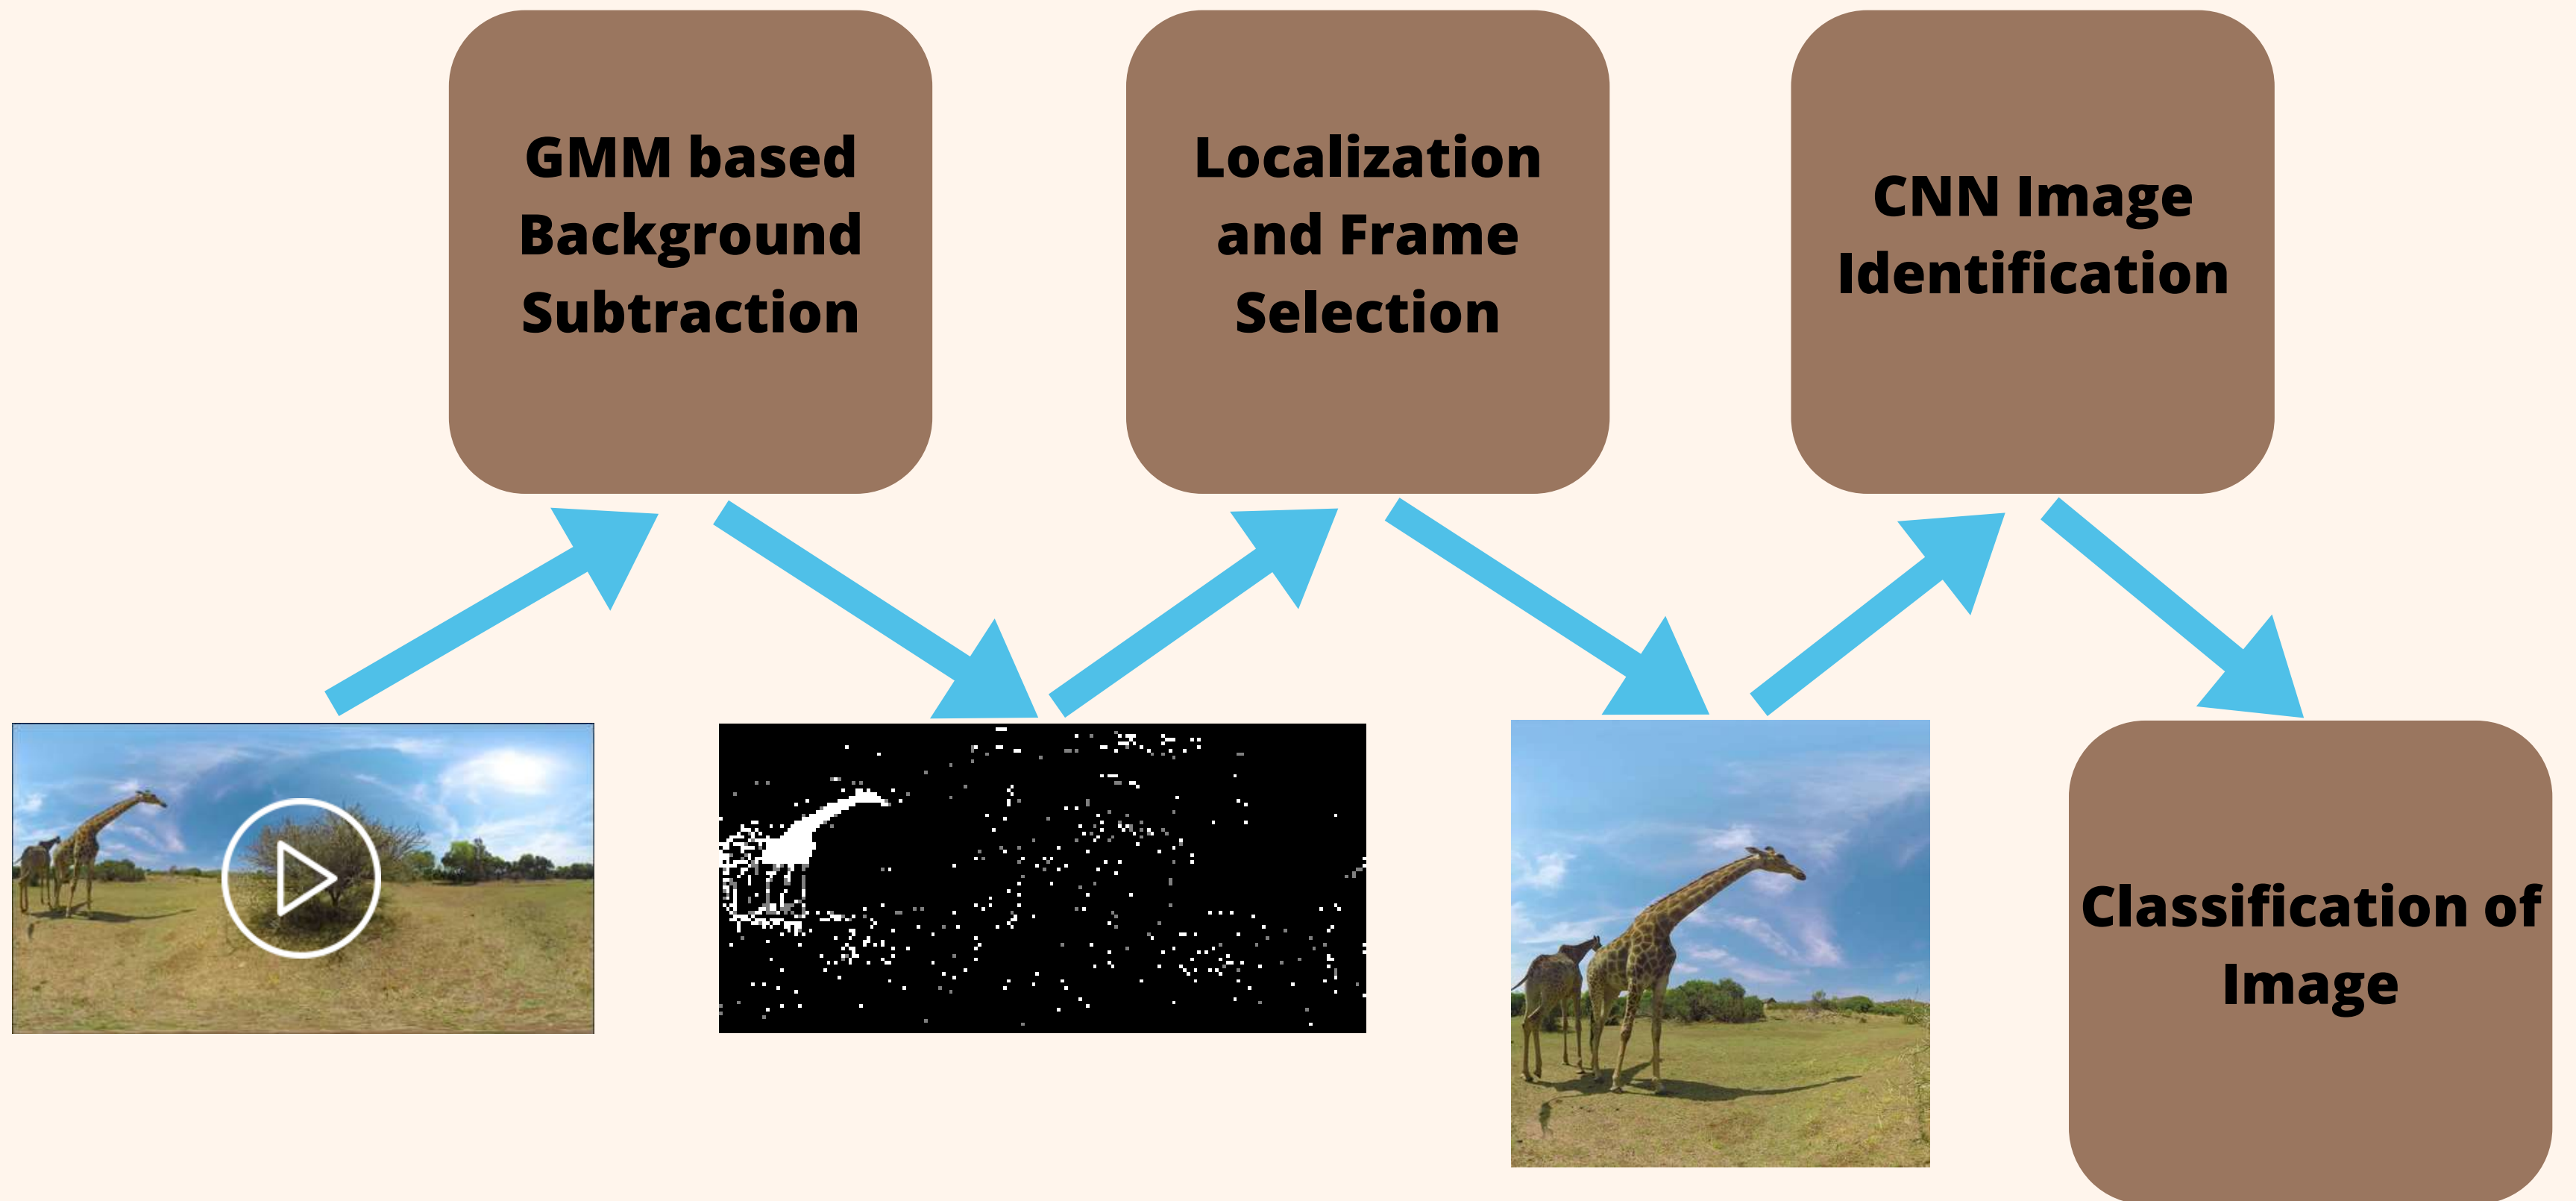 GMM based
Background
Subtraction
Localization
and Frame
Selection
CNN Image
Identification
Classification of
Image